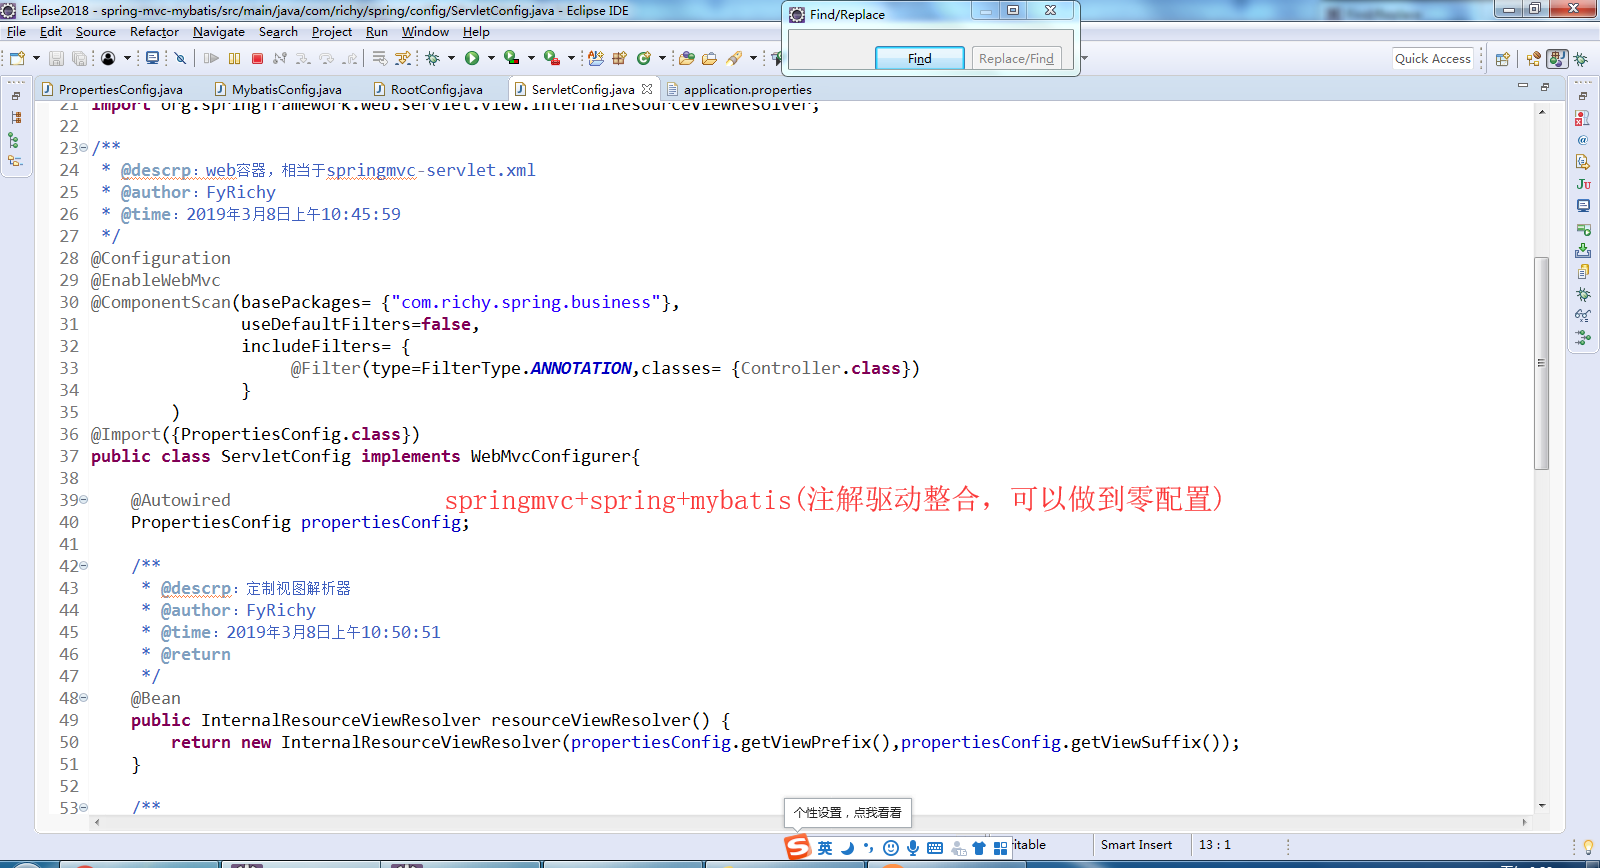 Eclipse2018 - spring-mvc-mybatis/src/main/java/com/richy/spring/config/ServletConfig.java - Eclipse IDE
Find/Replace
File Edit Source Refactor Navigate Search Project Run Window Help
Find Replace/Find
Quick Access
PropertiesConfig.java MybatisConfig.java RootConfig.java ServletConfig.java application.properties
21 import org.springframework.web.servlet.view.InternalResourceViewResolver;
22
23 /**
24 * @descrp：web容器，相当于springmvc-servlet.xml
25 * @author：FyRichy
26 * @time：2019年3月8日上午10:45:59
27 */
28 @Configuration
29 @EnableWebMvc
30 @ComponentScan(basePackages= {"com.richy.spring.business"},
31 useDefaultFilters=false,
32 includeFilters= {
33 @Filter(type=FilterType.ANNOTATION,classes= {Controller.class})
34 }
35 )
36 @Import({PropertiesConfig.class})
37 public class ServletConfig implements WebMvcConfigurer{
38
39 @Autowired
springmvc+spring+mybatis(注解驱动整合，可以做到零配置)
40 PropertiesConfig propertiesConfig;
41
42 /**
43 * @descrp：定制视图解析器
44 * @author：FyRichy
45 * @time：2019年3月8日上午10:50:51
46 * @return
47 */
48 @Bean
49 public InternalResourceViewResolver resourceViewResolver() {
50 return new InternalResourceViewResolver(propertiesConfig.getViewPrefix(),propertiesConfig.getViewSuffix());
51 }
52
53 /**
个性设置，点我看看
英
itable Smart Insert 13 : 1